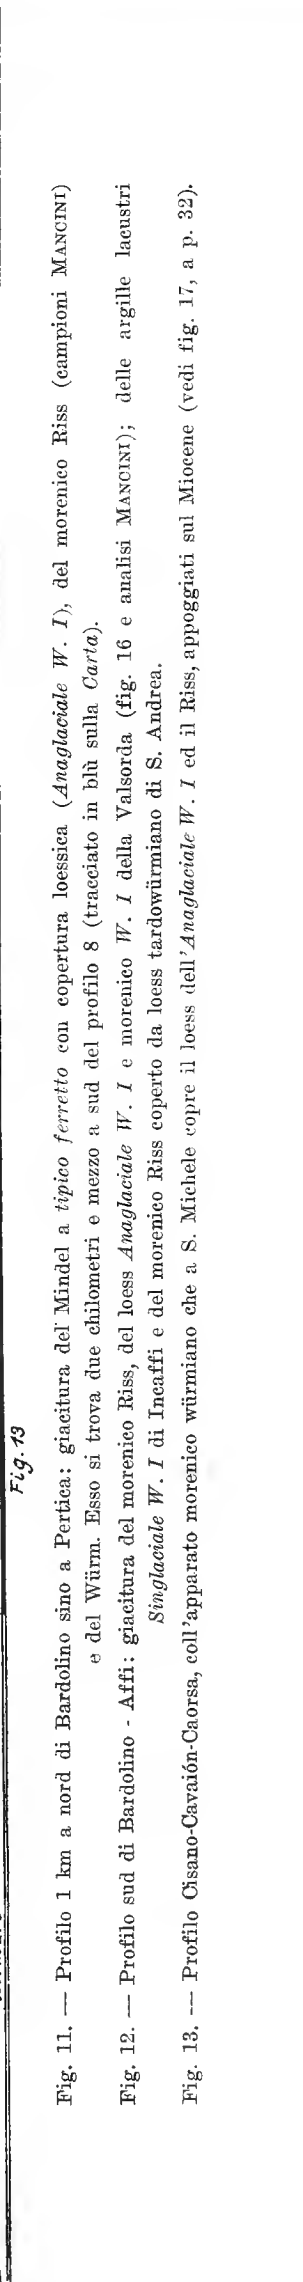 Fig. 13
Fig. 11. — Profilo 1 km a nord di Bardolino sino a Pertica: giacitura del Mindel a tipico ferretto con copertura loessica (Anaglaciale W. I), del morenico Riss (campioni MANCINI)
e del Würm. Esso si trova due chilometri e mezzo a sud del profilo 8 (tracciato in blù sulla Carta).
Fig. 12. — Profilo sud di Bardolino - Affi: giacitura del morenico Riss, del loess Anaglaciale W. I e morenico W. I della Valsorda (fig. 16 e analisi MANCINI); delle argille lacustri
Singlaciale W. I di Incaffi e del morenico Riss coperto da loess tardowürmiano di S. Andrea.
Fig. 13. — Profilo Cisano-Cavaión-Caorsa, coll'apparato morenico würmiano che a S. Michele copre il loess dell'Anaglaciale W. I ed il Riss, appoggiati sul Miocene (vedi fig. 17, a p. 32).